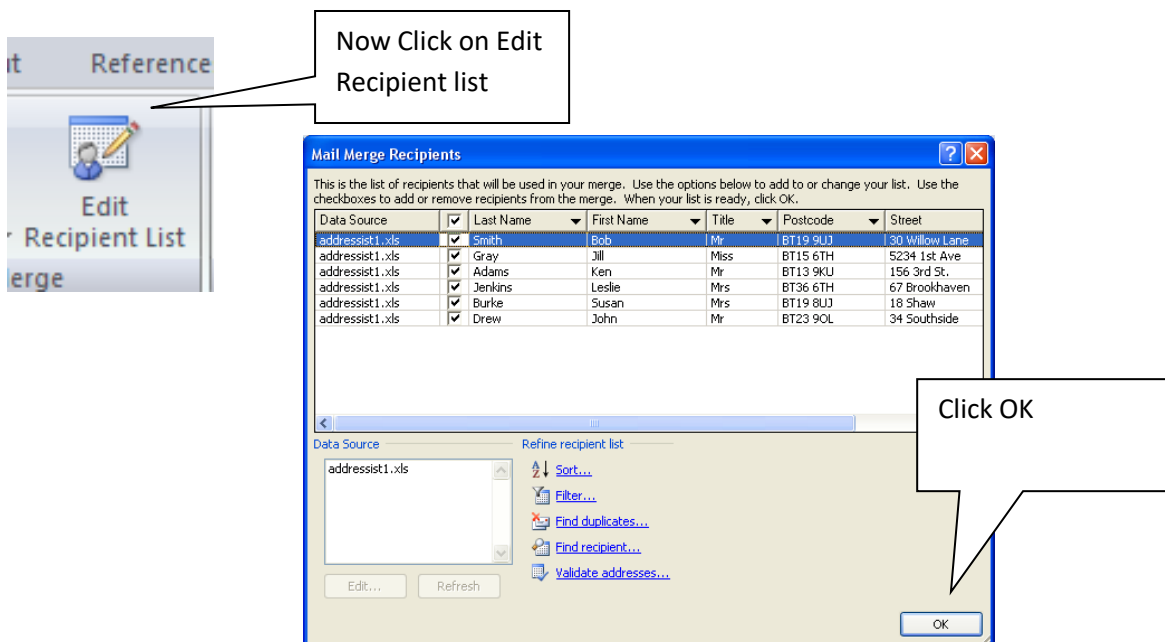 Now Click on Edit
Recipient list
Reference
Edit
Recipient List
Mail Merge Recipients
This is the list of recipients that will be used in your merge. Use the options below to add to or change your list. Use the
checkboxes to add or remove recipients from the merge. When your list is ready, click OK.
Data Source Last Name First Name Title Postcode Street
addressist1.xls Smith Bob Mr BT19 9UJ 30 Willow Lane
addressist1.xls Gray Jill Miss BT15 6TH 5234 1st Ave
addressist1.xls Adams Ken Mr BT13 9KU 156 3rd St.
addressist1.xls Jenkins Leslie Mrs BT36 6TH 67 Brookhaven
addressist1.xls Burke Susan Mrs BT19 8UJ 18 Shaw
addressist1.xls Drew John Mr BT23 9OL 34 Southside
Click OK
Data Source Refine recipient list
addressist1.xls
Sort...
Filter...
Find duplicates...
Find recipient...
Validate addresses...
Edit... Refresh
OK